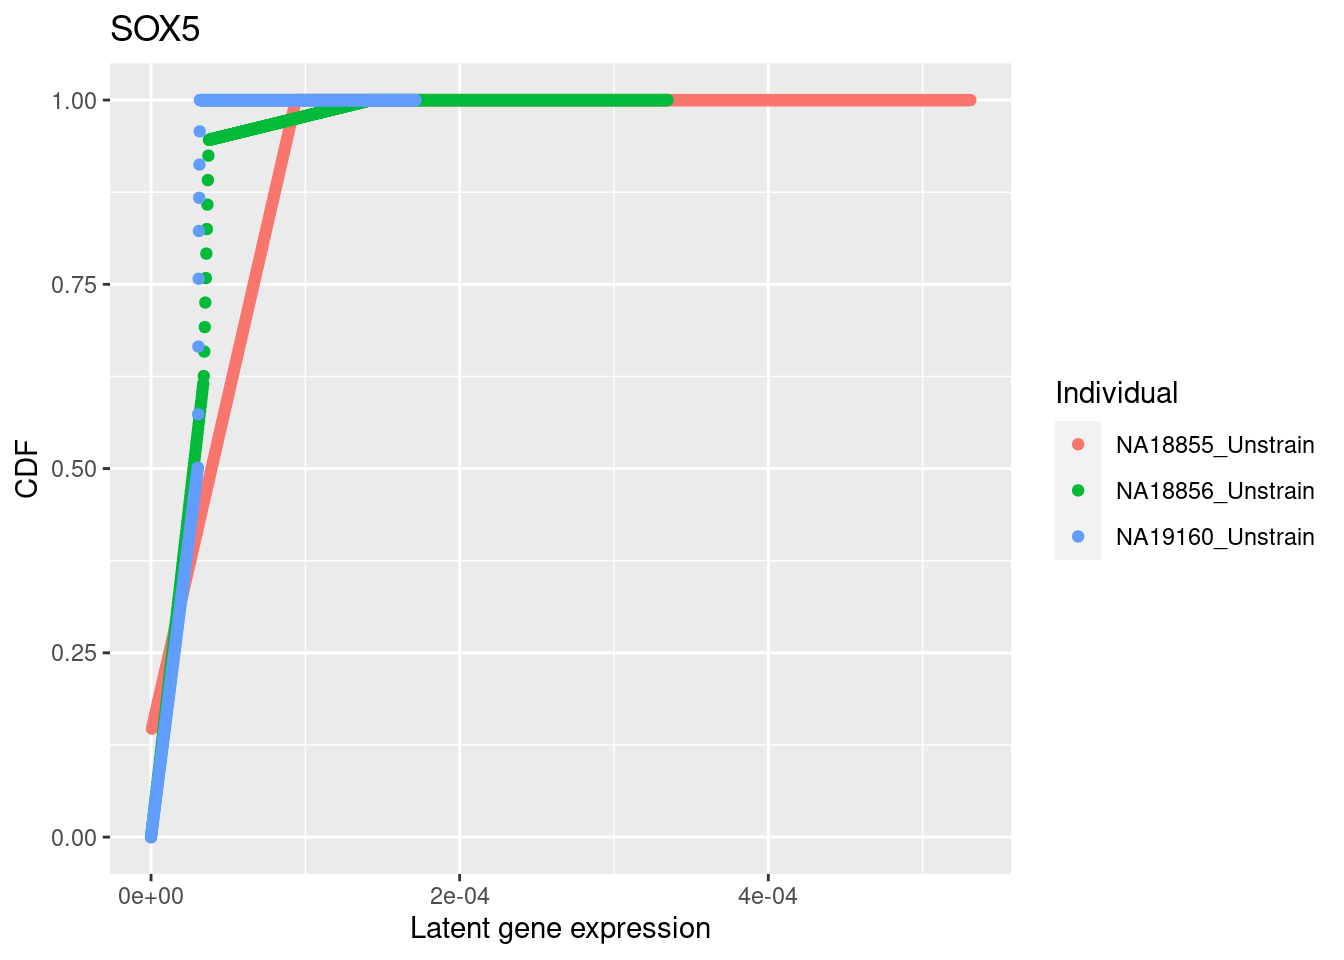 SOX5
1.00
0.75
0.50
0.25
0.00
CDF
0e+00
2e-04
4e-04
Latent gene expression
Individual
NA18855_Unstrain
NA18856_Unstrain
NA19160_Unstrain